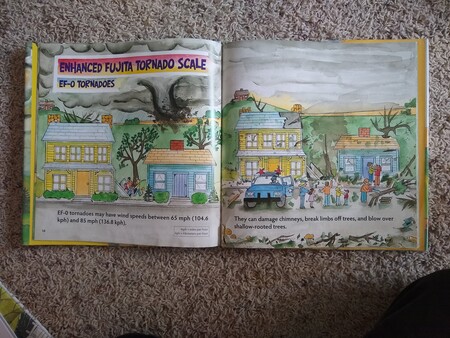 ENHANCED FUJITA TORNADO SCALE
EF-0 TORNADOES
EF-0 tornadoes may have wind speeds between 65 mph (104.6
kph) and 85 mph (136.8 kph).
They can damage chimneys, break limbs off trees, and blow over
shallow-rooted trees.